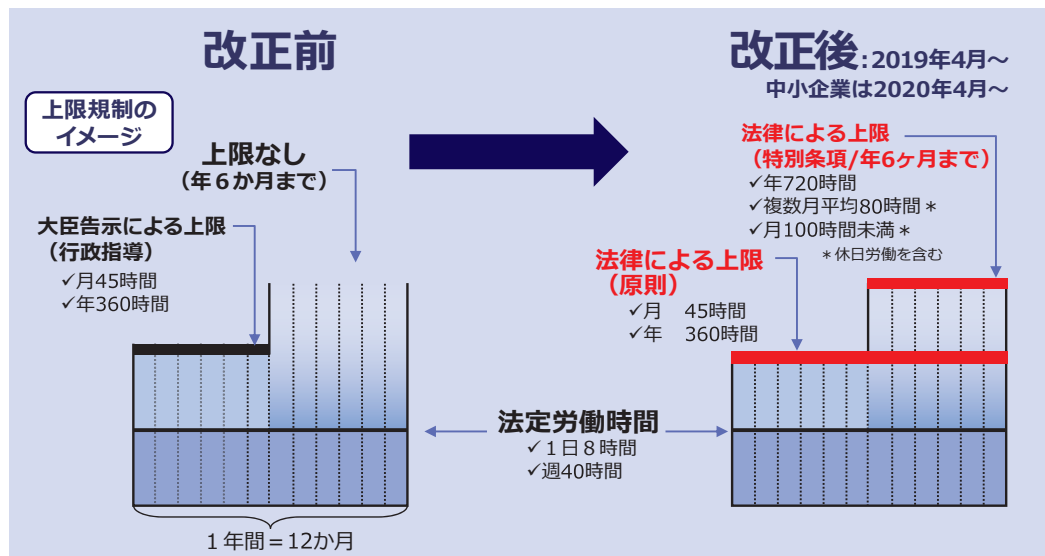 改正前
改正後:2019年4月～
中小企業は2020年4月～
上限規制の
イメージ
上限なし
（年６か月まで）
大臣告示による上限
（行政指導）
✓月45時間
✓年360時間
法律による上限
（特別条項/年6ヶ月まで）
✓年720時間
✓複数月平均80時間＊
✓月100時間未満＊
＊休日労働を含む
法律による上限
（原則）
✓月　45時間
✓年　360時間
法定労働時間
✓１日８時間
✓週40時間
１年間＝12か月